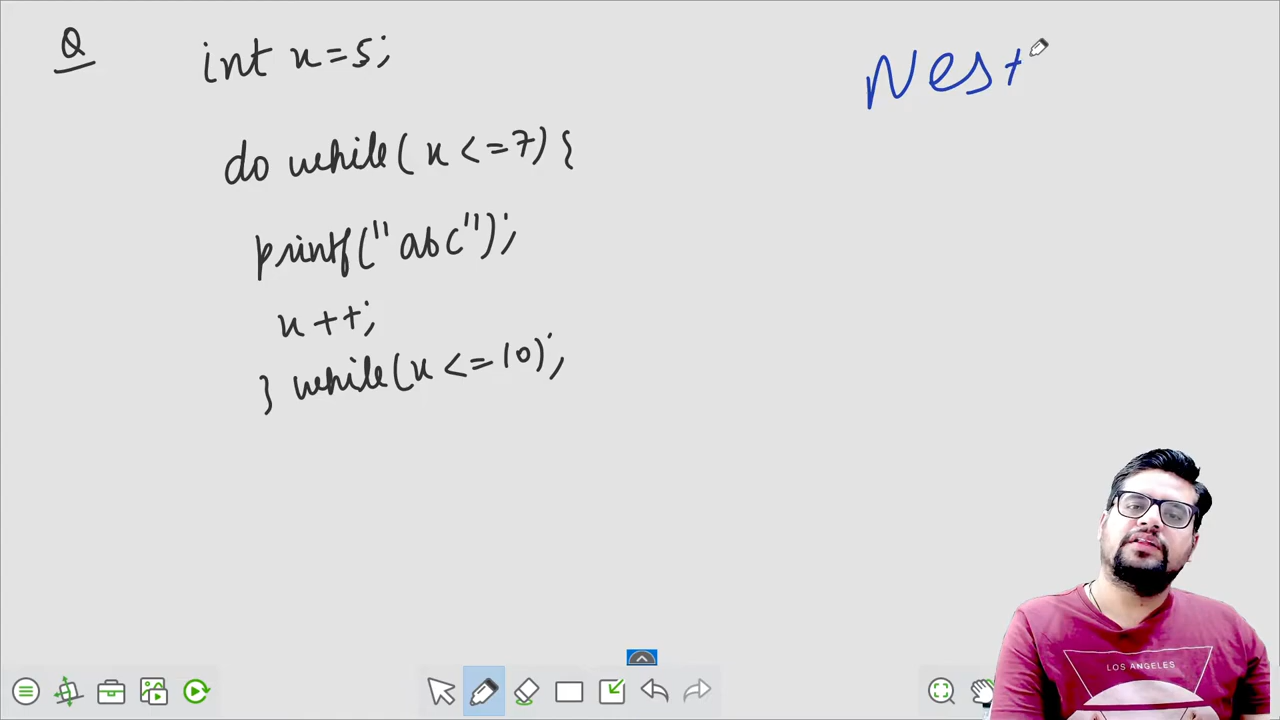 Q
int x=5;
do while(x <=7) {
printf("abc");
x ++;
} while(x <=10);
Nest
LOS ANGELES